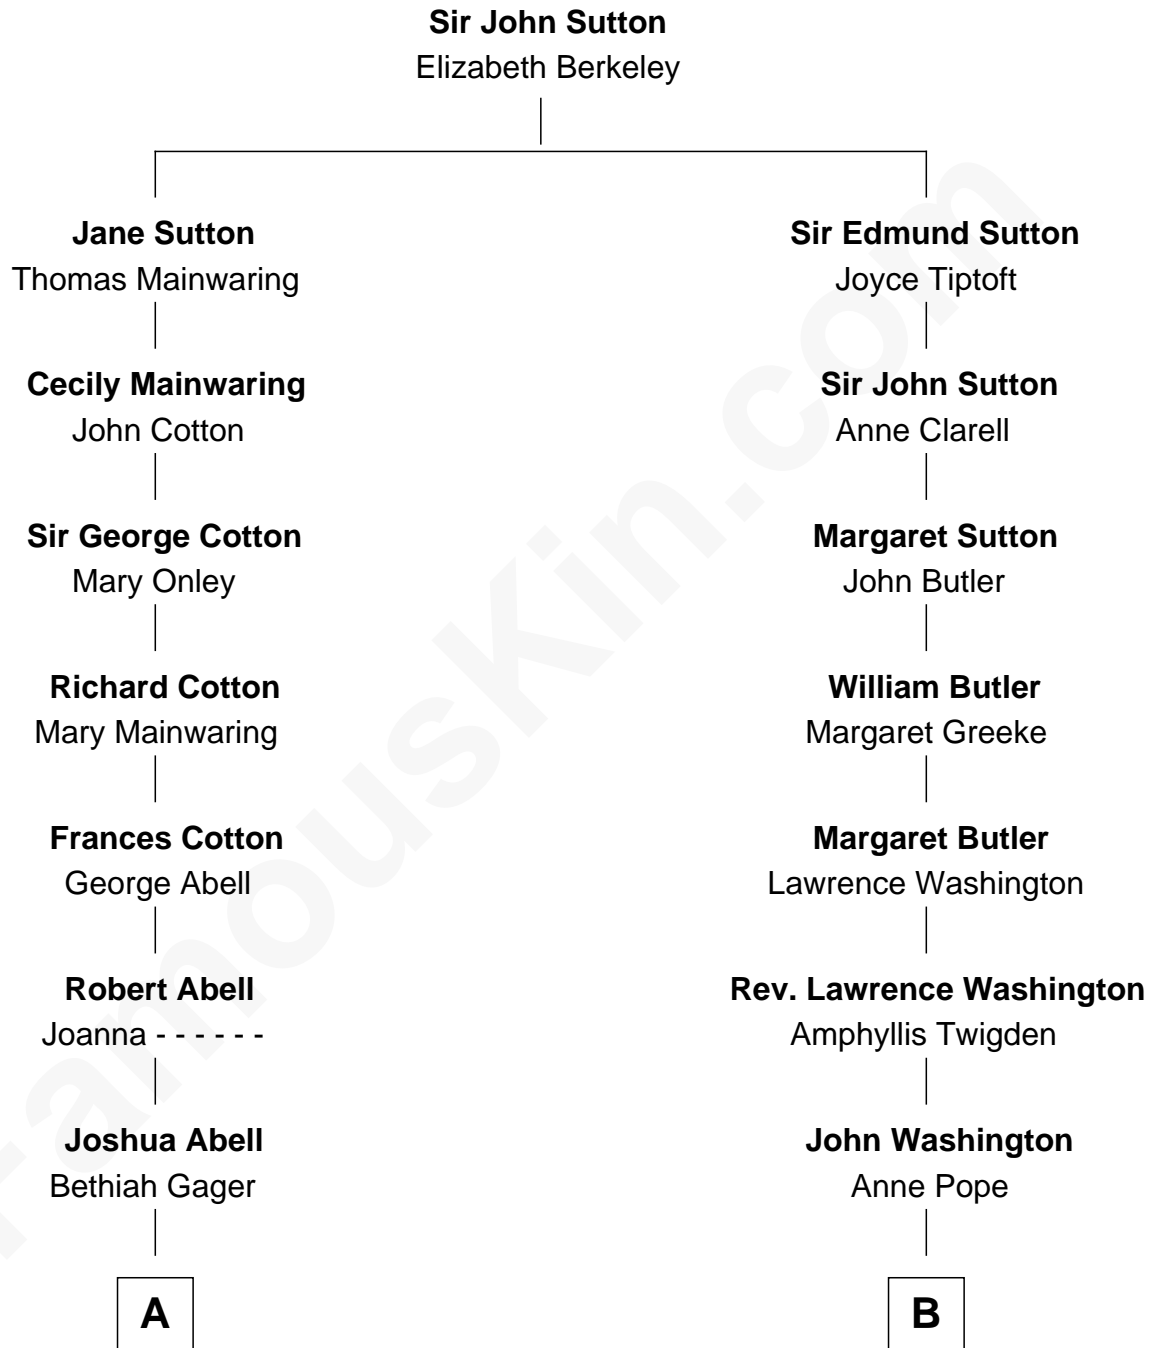 Sir John Sutton
Elizabeth Berkeley
Jane Sutton
Thomas Mainwaring
Cecily Mainwaring
John Cotton
Sir George Cotton
Mary Onley
Richard Cotton
Mary Mainwaring
Frances Cotton
George Abell
Robert Abell
Joanna - - - - - -
Joshua Abell
Bethiah Gager
A
Sir Edmund Sutton
Joyce Tiptoft
Sir John Sutton
Anne Clarell
Margaret Sutton
John Butler
William Butler
Margaret Greeke
Margaret Butler
Lawrence Washington
Rev. Lawrence Washington
Amphyllis Twigden
John Washington
Anne Pope
B
FamousKin.com